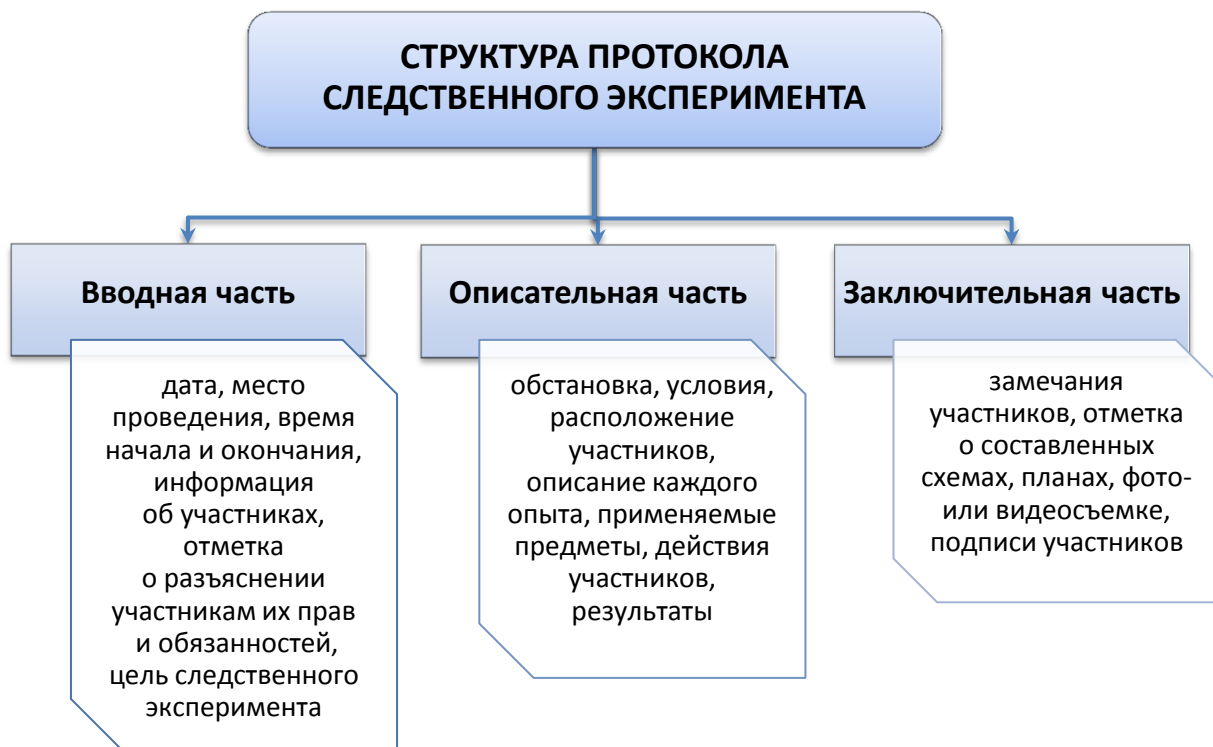 СТРУКТУРА ПРОТОКОЛА
СЛЕДСТВЕННОГО ЭКСПЕРИМЕНТА
Вводная часть
дата, место
проведения, время
начала и окончания,
информация
об участниках,
отметка
о разъяснении
участникам их прав
и обязанностей,
цель следственного
эксперимента
Описательная часть
обстановка, условия,
расположение
участников,
описание каждого
опыта, применяемые
предметы, действия
участников,
результаты
Заключительная часть
замечания
участников, отметка
о составленных
схемах, планах, фото-
или видеосъемке,
подписи участников